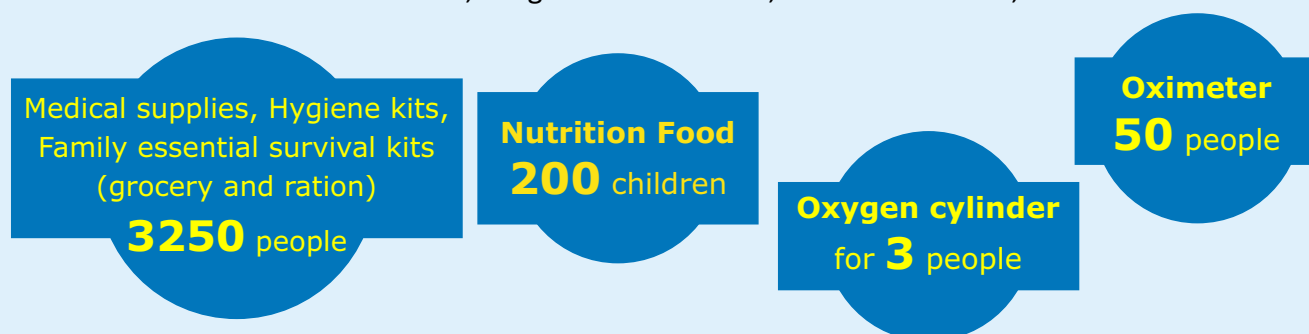 Medical supplies, Hygiene kits,
Family essential survival kits
(grocery and ration)
3250 people
Nutrition Food
200 children
Oxygen cylinder
for 3 people
Oximeter
50 people